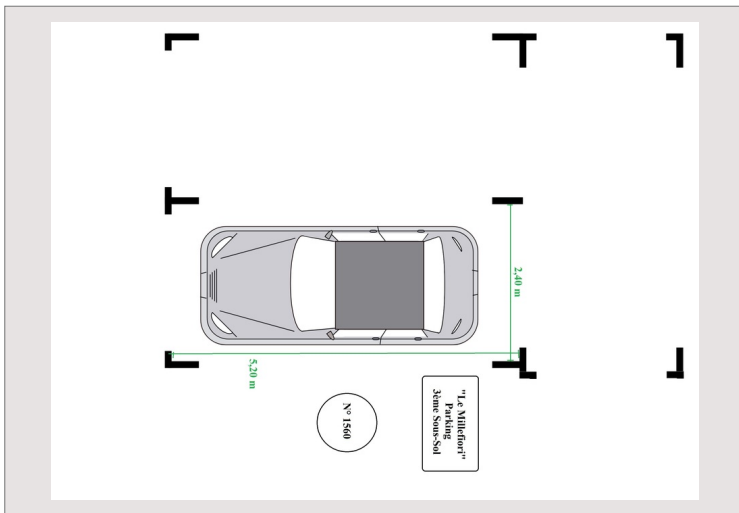 2,40 m
5,20 m
"Le Millefiori"
Parking
3ème Sous-Sol
N° 1560